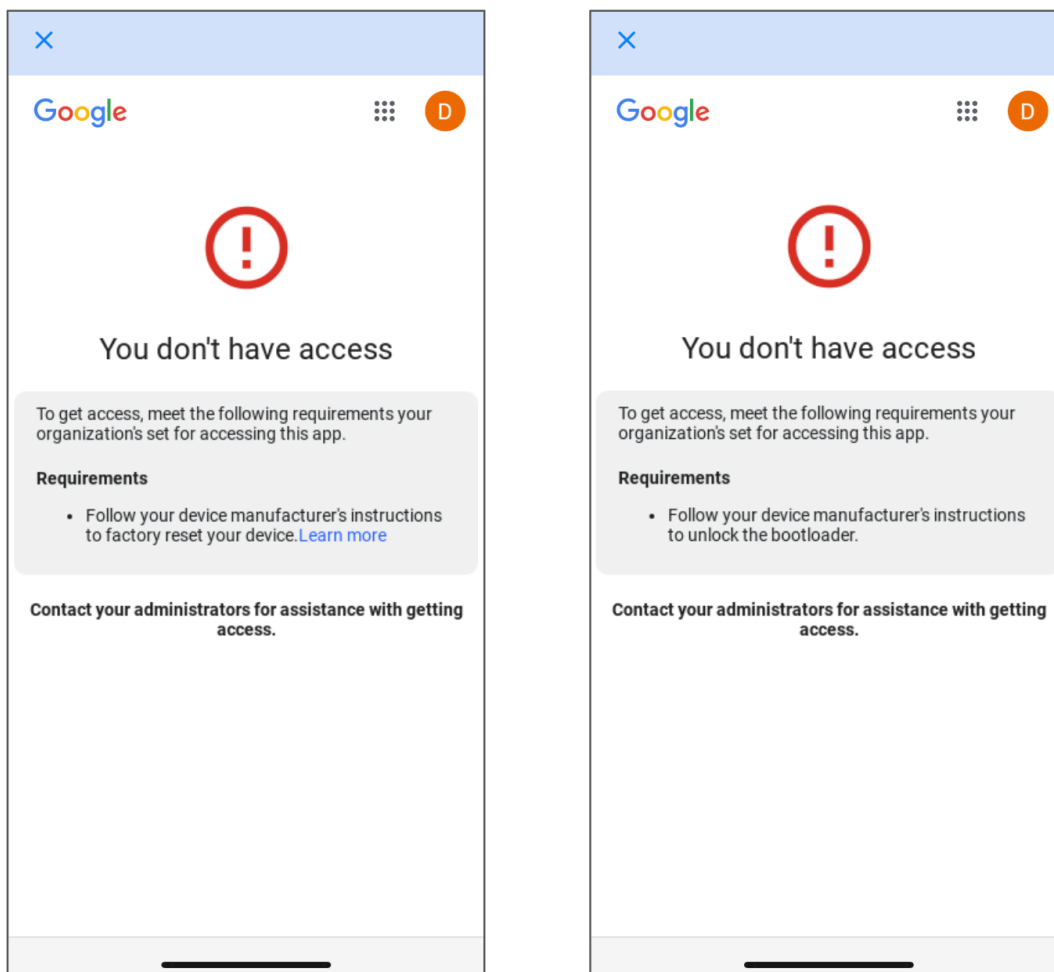 Google
D
!
You don't have access
To get access, meet the following requirements your
organization's set for accessing this app.
Requirements
• Follow your device manufacturer's instructions
to factory reset your device.Learn more
Contact your administrators for assistance with getting
access.
Google
D
!
You don't have access
To get access, meet the following requirements your
organization's set for accessing this app.
Requirements
• Follow your device manufacturer's instructions
to unlock the bootloader.
Contact your administrators for assistance with getting
access.